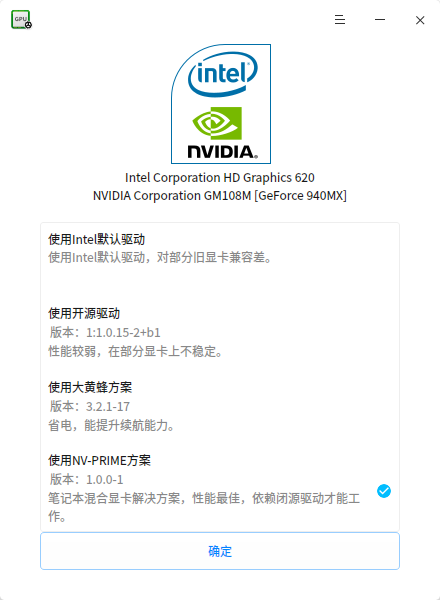 GPU
intel
NVIDIA.
Intel Corporation HD Graphics 620
NVIDIA Corporation GM108M [GeForce 940MX]
使用Intel默认驱动
使用Intel默认驱动，对部分旧显卡兼容差。
使用开源驱动
版本：1:1.0.15-2+b1
性能较弱，在部分显卡上不稳定。
使用大黄蜂方案
版本：3.2.1-17
省电，能提升续航能力。
使用NV-PRIME方案
版本：1.0.0-1
笔记本混合显卡解决方案，性能最佳，依赖闭源驱动才能工
作。
确定